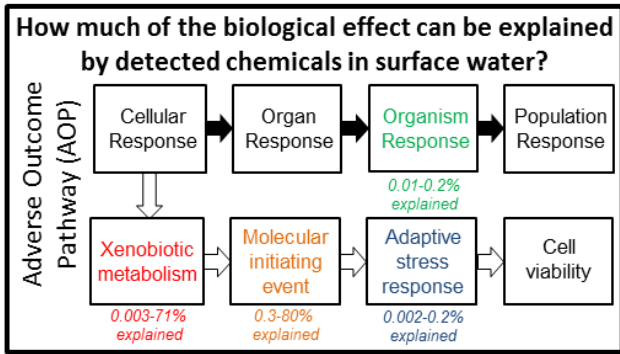 How much of the biological effect can be explained
by detected chemicals in surface water?
Adverse Outcome
Pathway (AOP)
Cellular
Response
Organ
Response
Organism
Response
Population
Response
0.01-0.2%
explained
Xenobiotic
metabolism
Molecular
initiating
event
Adaptive
stress
response
Cell
viability
0.003-71%
explained
0.3-80%
explained
0.002-0.2%
explained